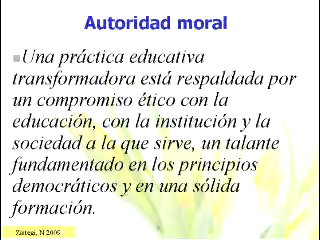 Autoridad moral
Una práctica educativa
transformadora está respaldada por
un compromiso ético con la
educación, con la institución y la
sociedad a la que sirve, un talante
fundamentado en los principios
democráticos y en una sólida
formación.
Zaitegi, N 2006